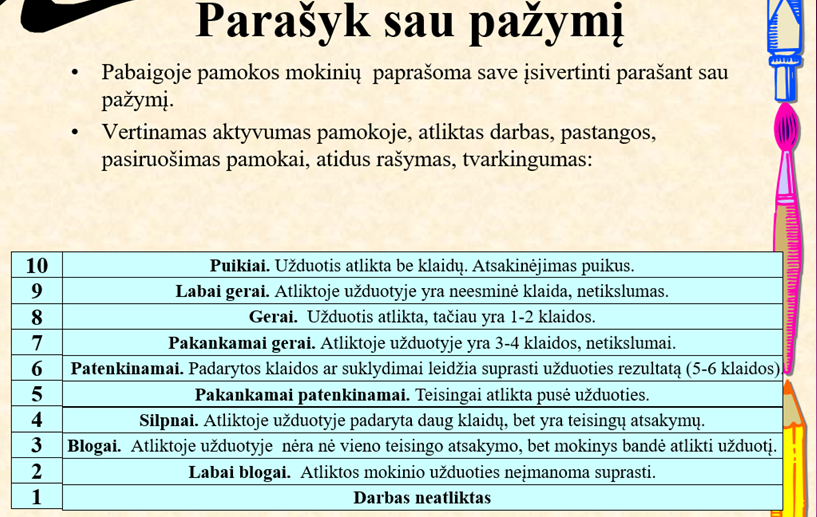 Parašyk sau pažymį
• Pabaigoje pamokos mokinių paprašoma save įsivertinti parašant sau
pažymį.
• Vertinamas aktyvumas pamokoje, atliktas darbas, pastangos,
pasiruošimas pamokai, atidus rašymas, tvarkingumas:
10 Puikiai. Užduotis atlikta be klaidų. Atsakinėjimas puikus.
9 Labai gerai. Atliktoje užduotyje yra neesminė klaida, netikslumas.
8 Gerai. Užduotis atlikta, tačiau yra 1-2 klaidos.
7 Pakankamai gerai. Atliktoje užduotyje yra 3-4 klaidos, netikslumai.
6 Patenkinamai. Padarytos klaidos ar suklydimai leidžia suprasti užduoties rezultatą (5-6 klaidos).
5 Pakankamai patenkinamai. Teisingai atlikta pusė užduoties.
4 Silpnai. Atliktoje užduotyje padaryta daug klaidų, bet yra teisingų atsakymų.
3 Blogai. Atliktoje užduotyje nėra nė vieno teisingo atsakymo, bet mokinys bandė atlikti užduotį.
2 Labai blogai. Atliktos mokinio užduoties neįmanoma suprasti.
1 Darbas neatliktas